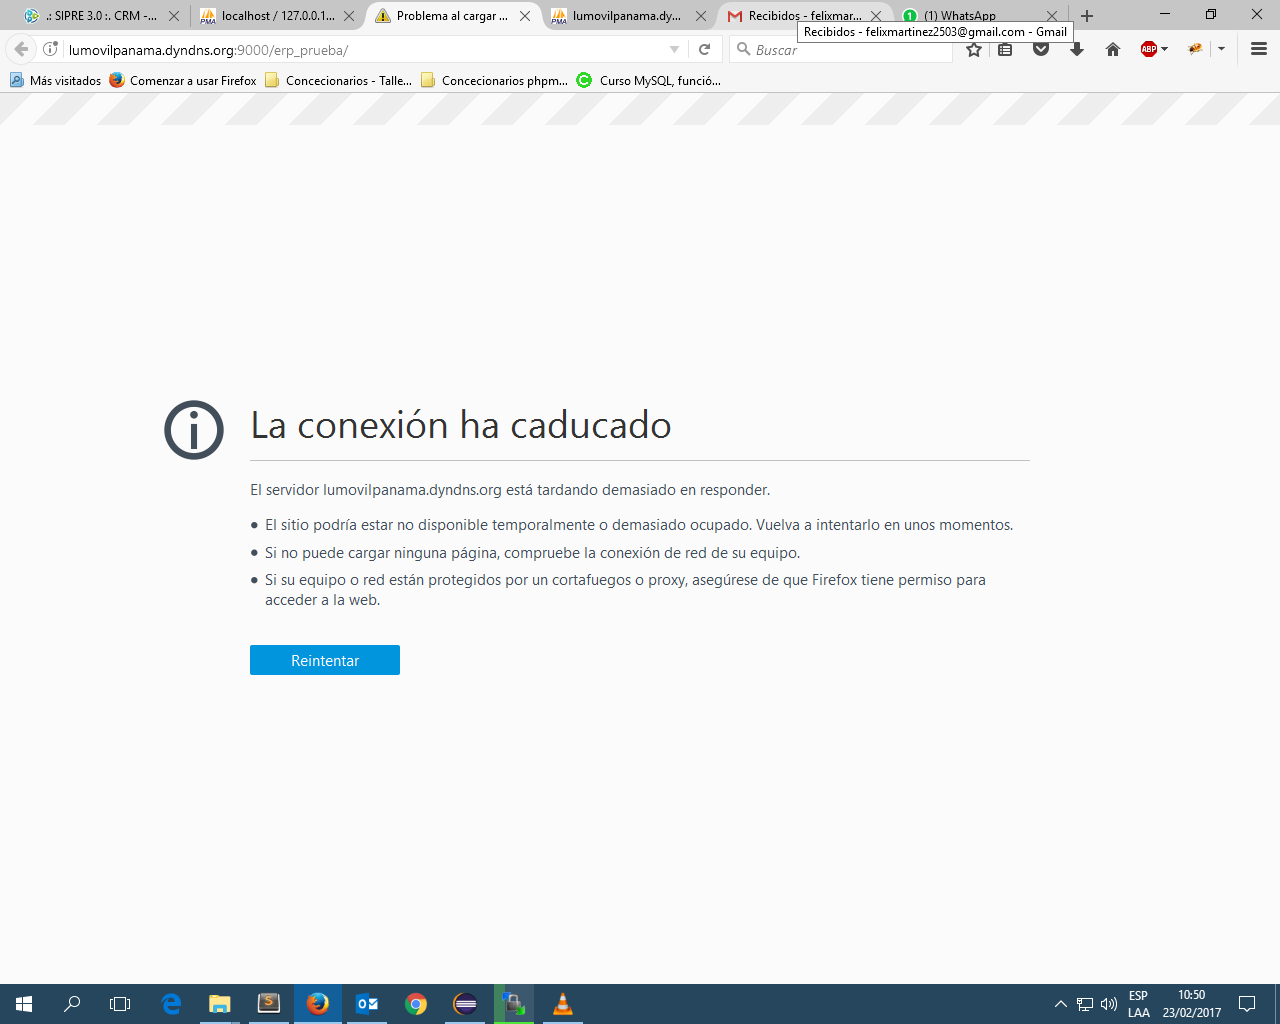 .: SIPRE 3.0 :. CRM -...
localhost / 127.0.0.1...
Problema al cargar ...
lumovilpanama.dy...
Recibidos - felixmar...
(1) WhatsApp
Recibidos - felixmartinez2503@gmail.com - Gmail
lumovilpanama.dyndns.org:9000/erp_prueba/
Buscar
ABP
Más visitados
Comenzar a usar Firefox
Concecionarios - Talle...
Concecionarios phpm...
Curso MySQL, funció...
La conexión ha caducado
El servidor lumovilpanama.dyndns.org está tardando demasiado en responder.
El sitio podría estar no disponible temporalmente o demasiado ocupado. Vuelva a intentarlo en unos momentos.
Si no puede cargar ninguna página, compruebe la conexión de red de su equipo.
Si su equipo o red están protegidos por un cortafuegos o proxy, asegúrese de que Firefox tiene permiso para
acceder a la web.
Reintentar
ESP
LAA
10:50
23/02/2017